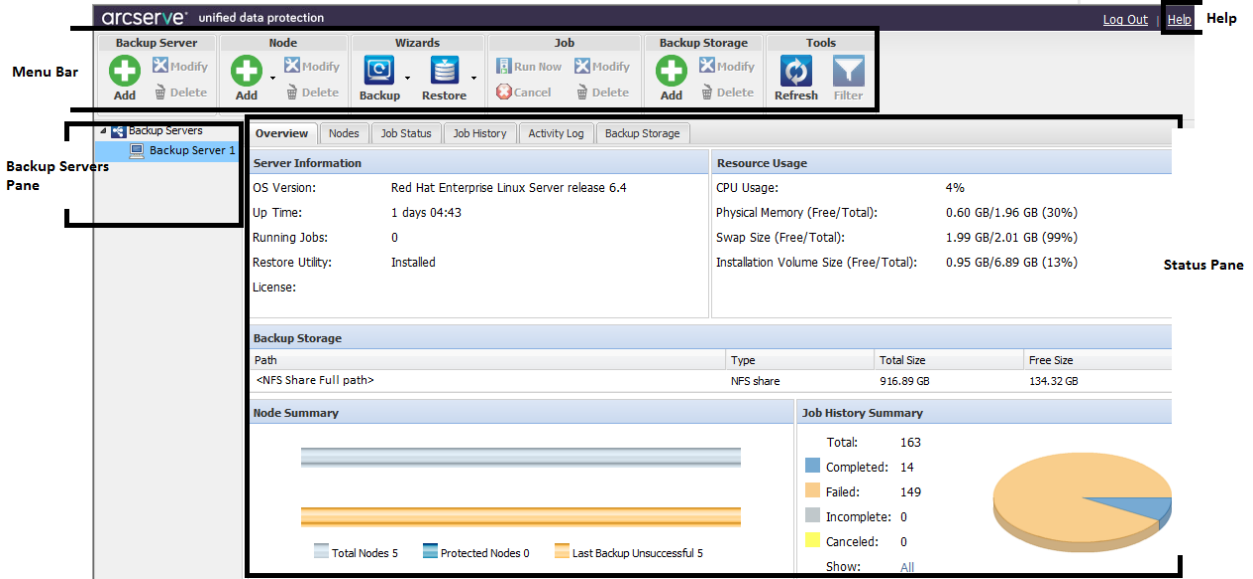 arcserve® unified data protection
Log Out | Help
Help
Menu Bar
Backup Server Node Wizards Job Backup Storage Tools
Add Modify Delete
Add Modify Delete
Backup Restore
Run Now Modify
Cancel Delete
Add Modify Delete
Refresh Filter
Backup Servers Pane
Backup Servers
Backup Server 1
Overview Nodes Job Status Job History Activity Log Backup Storage
Server Information
OS Version: Red Hat Enterprise Linux Server release 6.4
Up Time: 1 days 04:43
Running Jobs: 0
Restore Utility: Installed
License:
Resource Usage
CPU Usage: 4%
Physical Memory (Free/Total): 0.60 GB/1.96 GB (30%)
Swap Size (Free/Total): 1.99 GB/2.01 GB (99%)
Installation Volume Size (Free/Total): 0.95 GB/6.89 GB (13%)
Status Pane
Backup Storage
Path Type Total Size Free Size
<NFS Share Full path> NFS share 916.89 GB 134.32 GB
Node Summary
Total Nodes 5 Protected Nodes 0 Last Backup Unsuccessful 5
Job History Summary
Total: 163
Completed: 14
Failed: 149
Incomplete: 0
Canceled: 0
Show: All